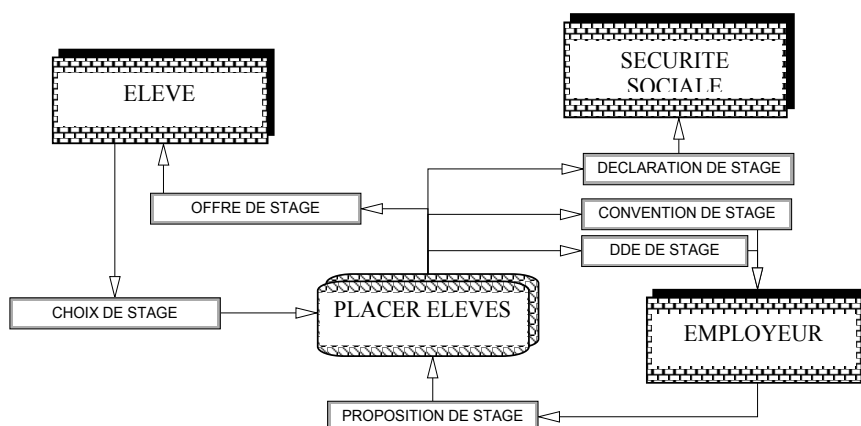 SECURITE
SOCIALE
ELEVE
DECLARATION DE STAGE
OFFRE DE STAGE
CONVENTION DE STAGE
DDE DE STAGE
CHOIX DE STAGE
PLACER ELEVES
EMPLOYEUR
PROPOSITION DE STAGE